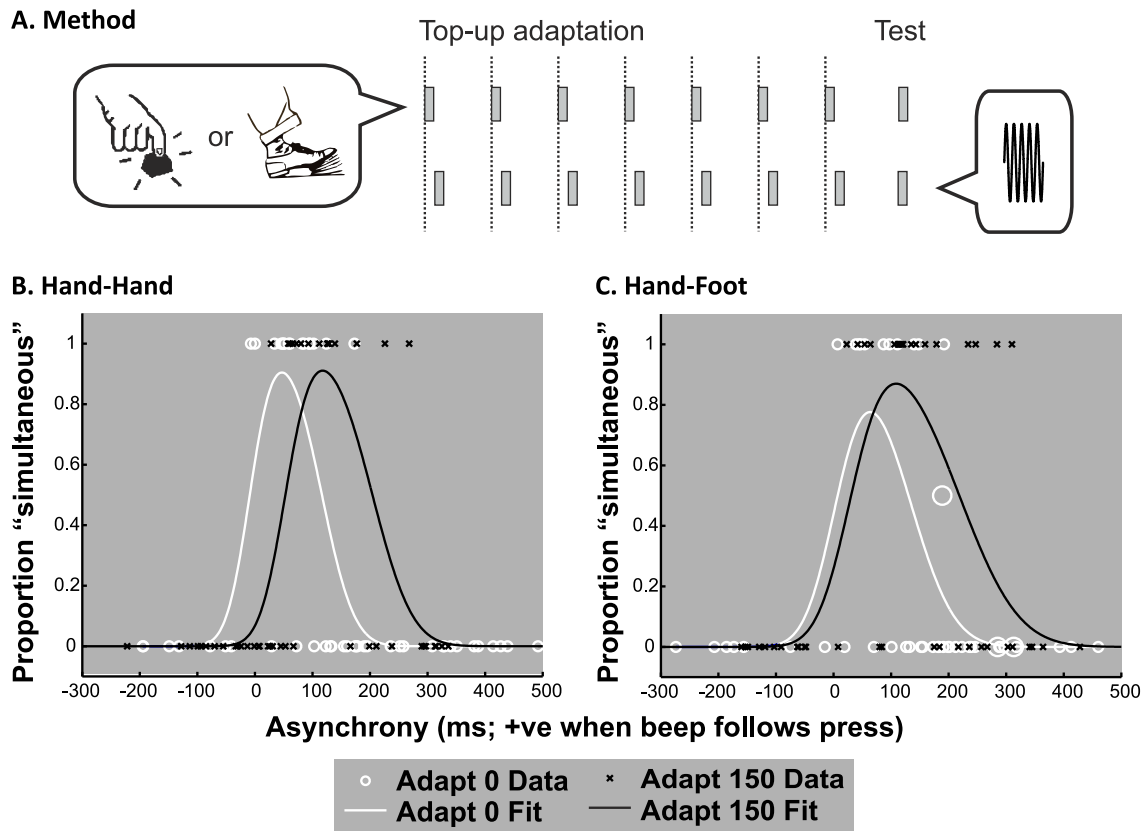 A. Method
Top-up adaptation
Test
or
B. Hand-Hand
C. Hand-Foot
Proportion “simultaneous”
1
0.8
0.6
0.4
0.2
0
-300 -200 -100 0 100 200 300 400 500
Proportion “simultaneous”
1
0.8
0.6
0.4
0.2
0
-300 -200 -100 0 100 200 300 400 500
Asynchrony (ms; +ve when beep follows press)
Adapt 0 Data
Adapt 150 Data
Adapt 0 Fit
Adapt 150 Fit